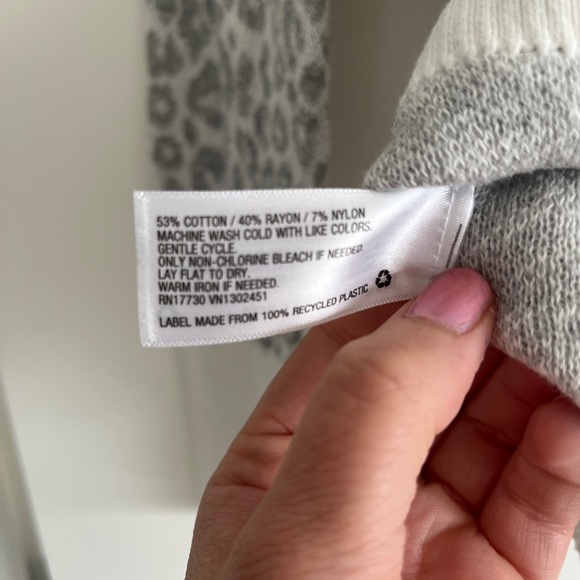 53% COTTON / 40% RAYON / 7% NYLON
MACHINE WASH COLD WITH LIKE COLORS.
GENTLE CYCLE.
ONLY NON-CHLORINE BLEACH IF NEEDED.
LAY FLAT TO DRY.
WARM IRON IF NEEDED.
RN17730 VN1302451
LABEL MADE FROM 100% RECYCLED PLASTIC